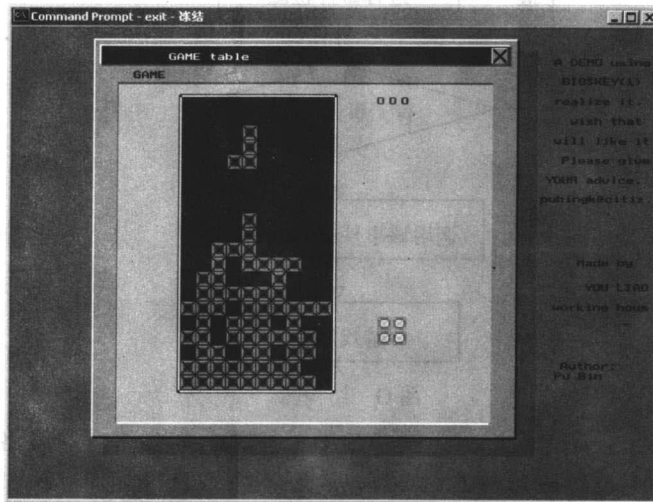 Command Prompt - exit - 冻结
GAME table
GAME
000
A DEMO using
BIOSKEY(1)
realize it.
wish that
will like it
Please give
YOUR advice.
Made by
YOU LIAO
working hous
Author:
Pu Bin